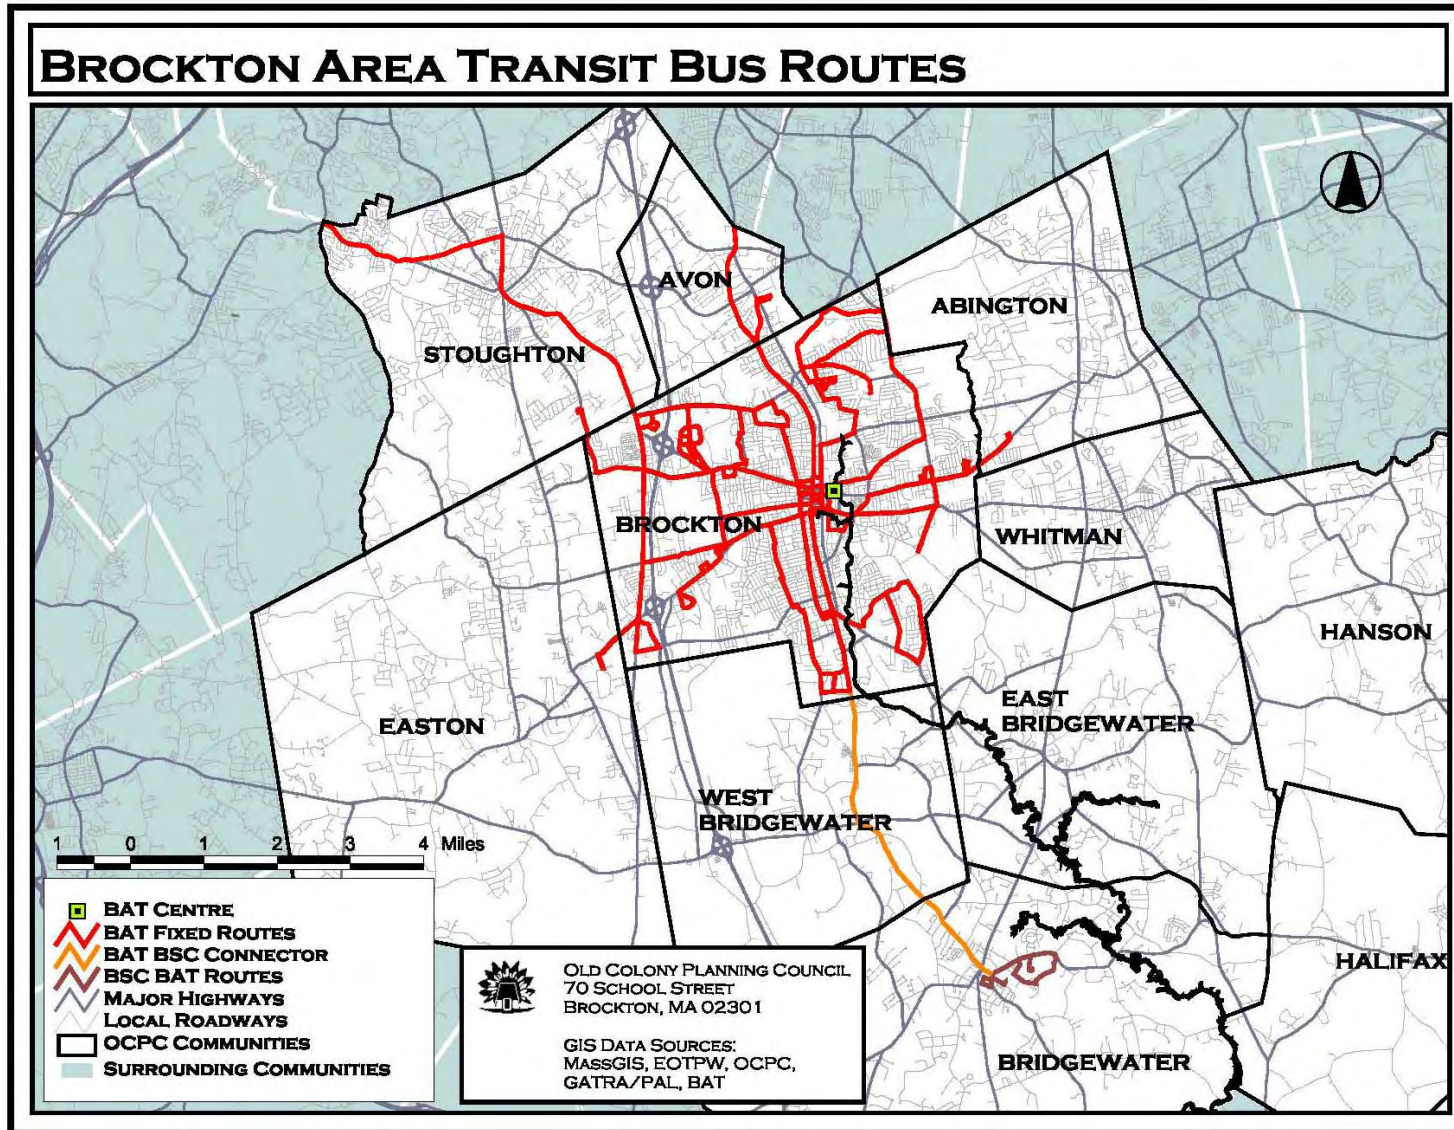 BROCKTON AREA TRANSIT BUS ROUTES
AVON
ABINGTON
STOUGHTON
BROCKTON
WHITMAN
HANSON
EAST
BRIDGEWATER
EASTON
WEST
BRIDGEWATER
1 0 1 2 3 4 Miles
BAT CENTRE
BAT FIXED ROUTES
BAT BSC CONNECTOR
BSC BAT ROUTES
MAJOR HIGHWAYS
LOCAL ROADWAYS
OCPC COMMUNITIES
SURROUNDING COMMUNITIES
OLD COLONY PLANNING COUNCIL
70 SCHOOL STREET
BROCKTON, MA 02301
GIS DATA SOURCES:
MASSGIS, EOTPW, OCPC,
GATRA/PAL, BAT
HALIFAX
BRIDGEWATER